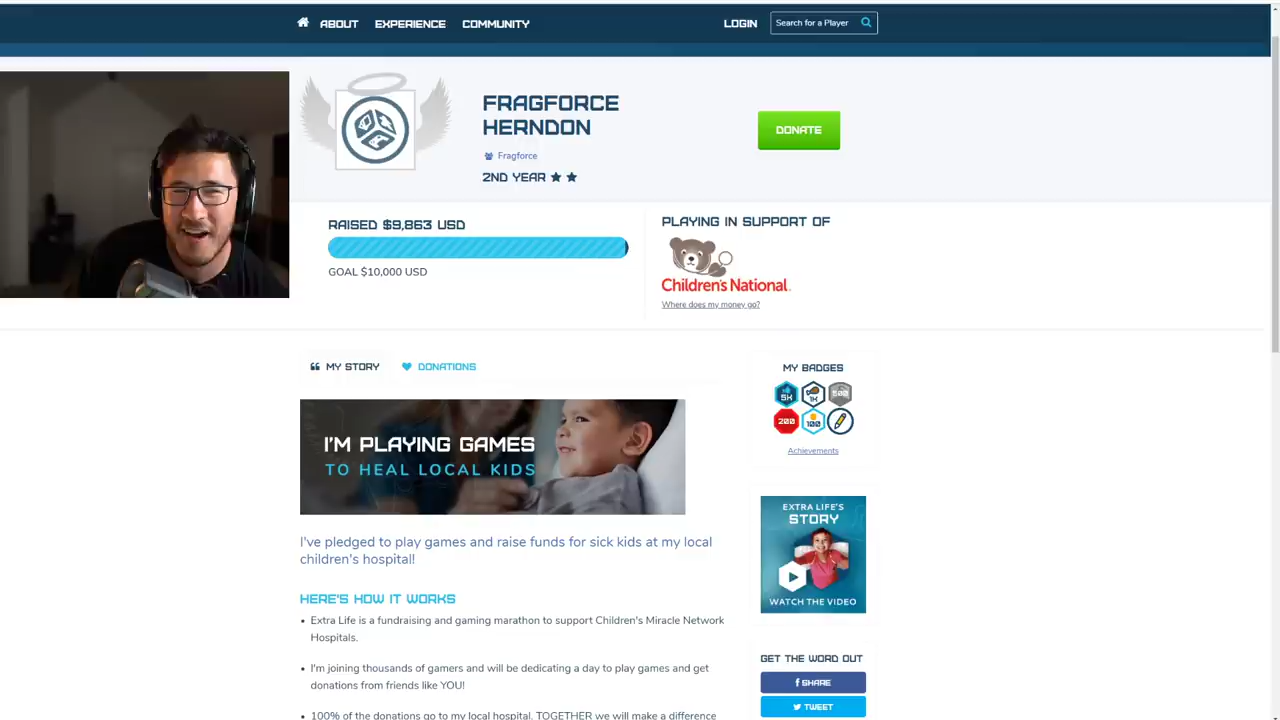 ABOUT EXPERIENCE COMMUNITY LOGIN Search for a Player
FRAGFORCE
HERNDON
DONATE
Fragforce
2ND YEAR
RAISED $9,863 USD
GOAL $10,000 USD
PLAYING IN SUPPORT OF
Children's National.
Where does my money go?
MY STORY DONATIONS
I'M PLAYING GAMES
TO HEAL LOCAL KIDS
I've pledged to play games and raise funds for sick kids at my local
children's hospital!
HERE'S HOW IT WORKS
• Extra Life is a fundraising and gaming marathon to support Children's Miracle Network
Hospitals.
• I'm joining thousands of gamers and will be dedicating a day to play games and get
donations from friends like YOU!
• 100% of the donations go to my local hospital. TOGETHER we will make a difference
MY BADGES
5K 1K 500
200 100
Achievements
EXTRA LIFE'S
STORY
WATCH THE VIDEO
GET THE WORD OUT
SHARE
TWEET